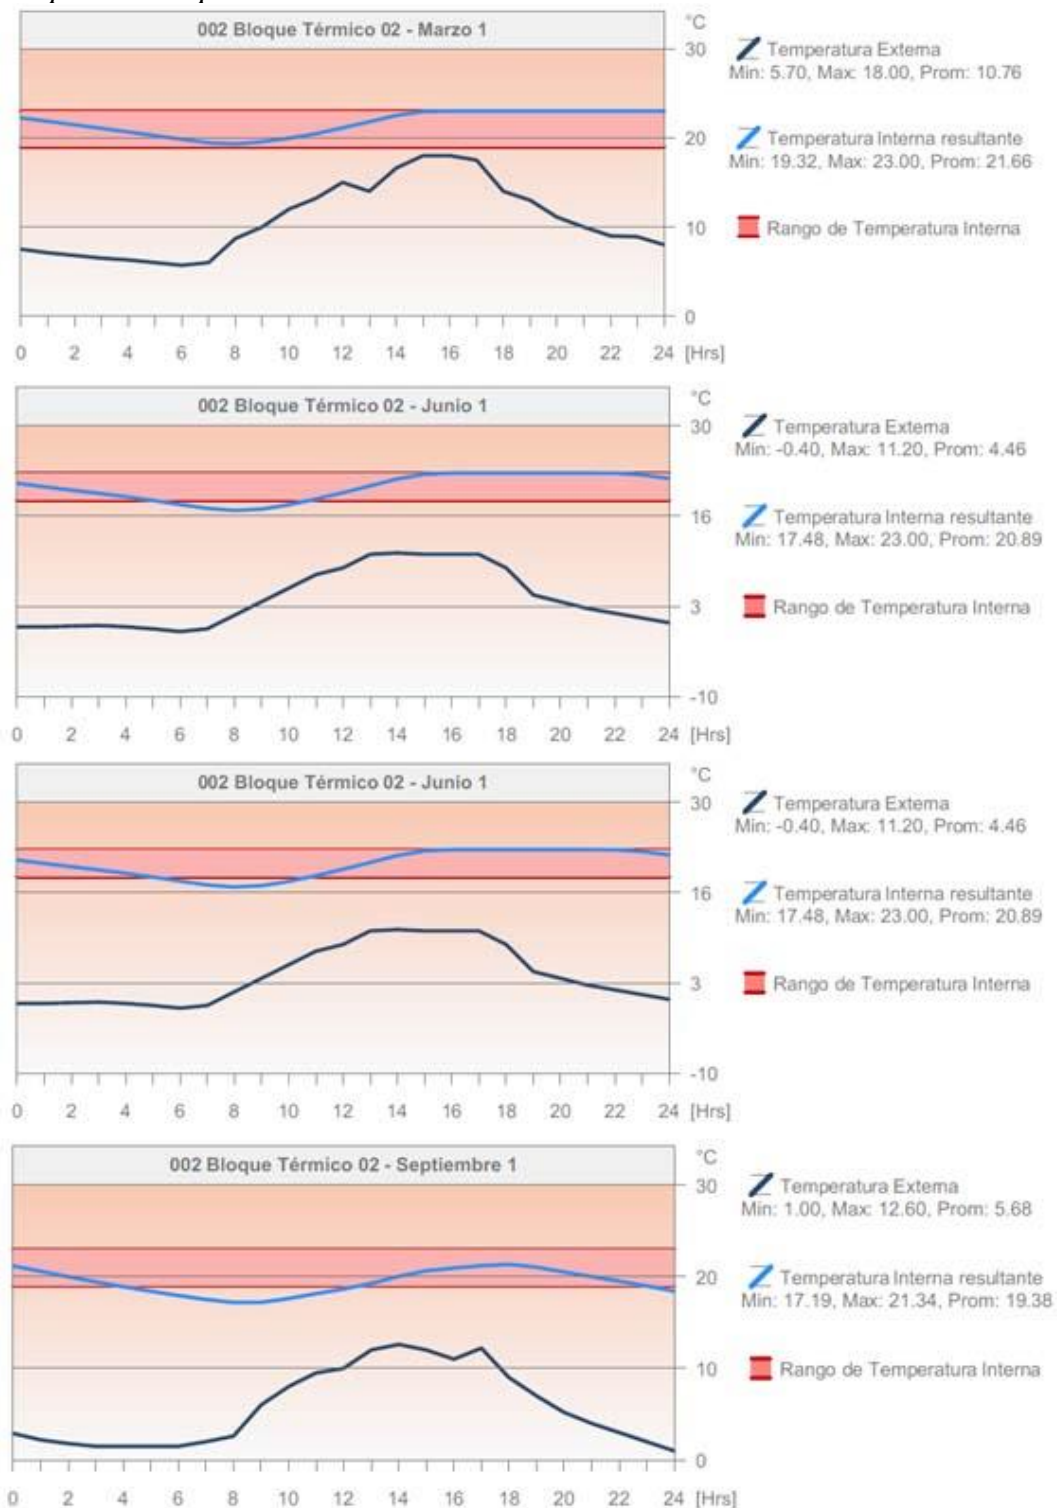 002 Bloque Térmico 02 - Marzo 1
°C
30
20
10
0
0 2 4 6 8 10 12 14 16 18 20 22 24 [Hrs]
Temperatura Externa
Min: 5.70, Max: 18.00, Prom: 10.76
Temperatura Interna resultante
Min: 19.32, Max: 23.00, Prom: 21.66
Rango de Temperatura Interna
002 Bloque Térmico 02 - Junio 1
°C
30
16
3
-10
0 2 4 6 8 10 12 14 16 18 20 22 24 [Hrs]
Temperatura Externa
Min: -0.40, Max: 11.20, Prom: 4.46
Temperatura Interna resultante
Min: 17.48, Max: 23.00, Prom: 20.89
Rango de Temperatura Interna
002 Bloque Térmico 02 - Junio 1
°C
30
16
3
-10
0 2 4 6 8 10 12 14 16 18 20 22 24 [Hrs]
Temperatura Externa
Min: -0.40, Max: 11.20, Prom: 4.46
Temperatura Interna resultante
Min: 17.48, Max: 23.00, Prom: 20.89
Rango de Temperatura Interna
002 Bloque Térmico 02 - Septiembre 1
°C
30
20
10
0
0 2 4 6 8 10 12 14 16 18 20 22 24 [Hrs]
Temperatura Externa
Min: 1.00, Max: 12.60, Prom: 5.68
Temperatura Interna resultante
Min: 17.19, Max: 21.34, Prom: 19.38
Rango de Temperatura Interna